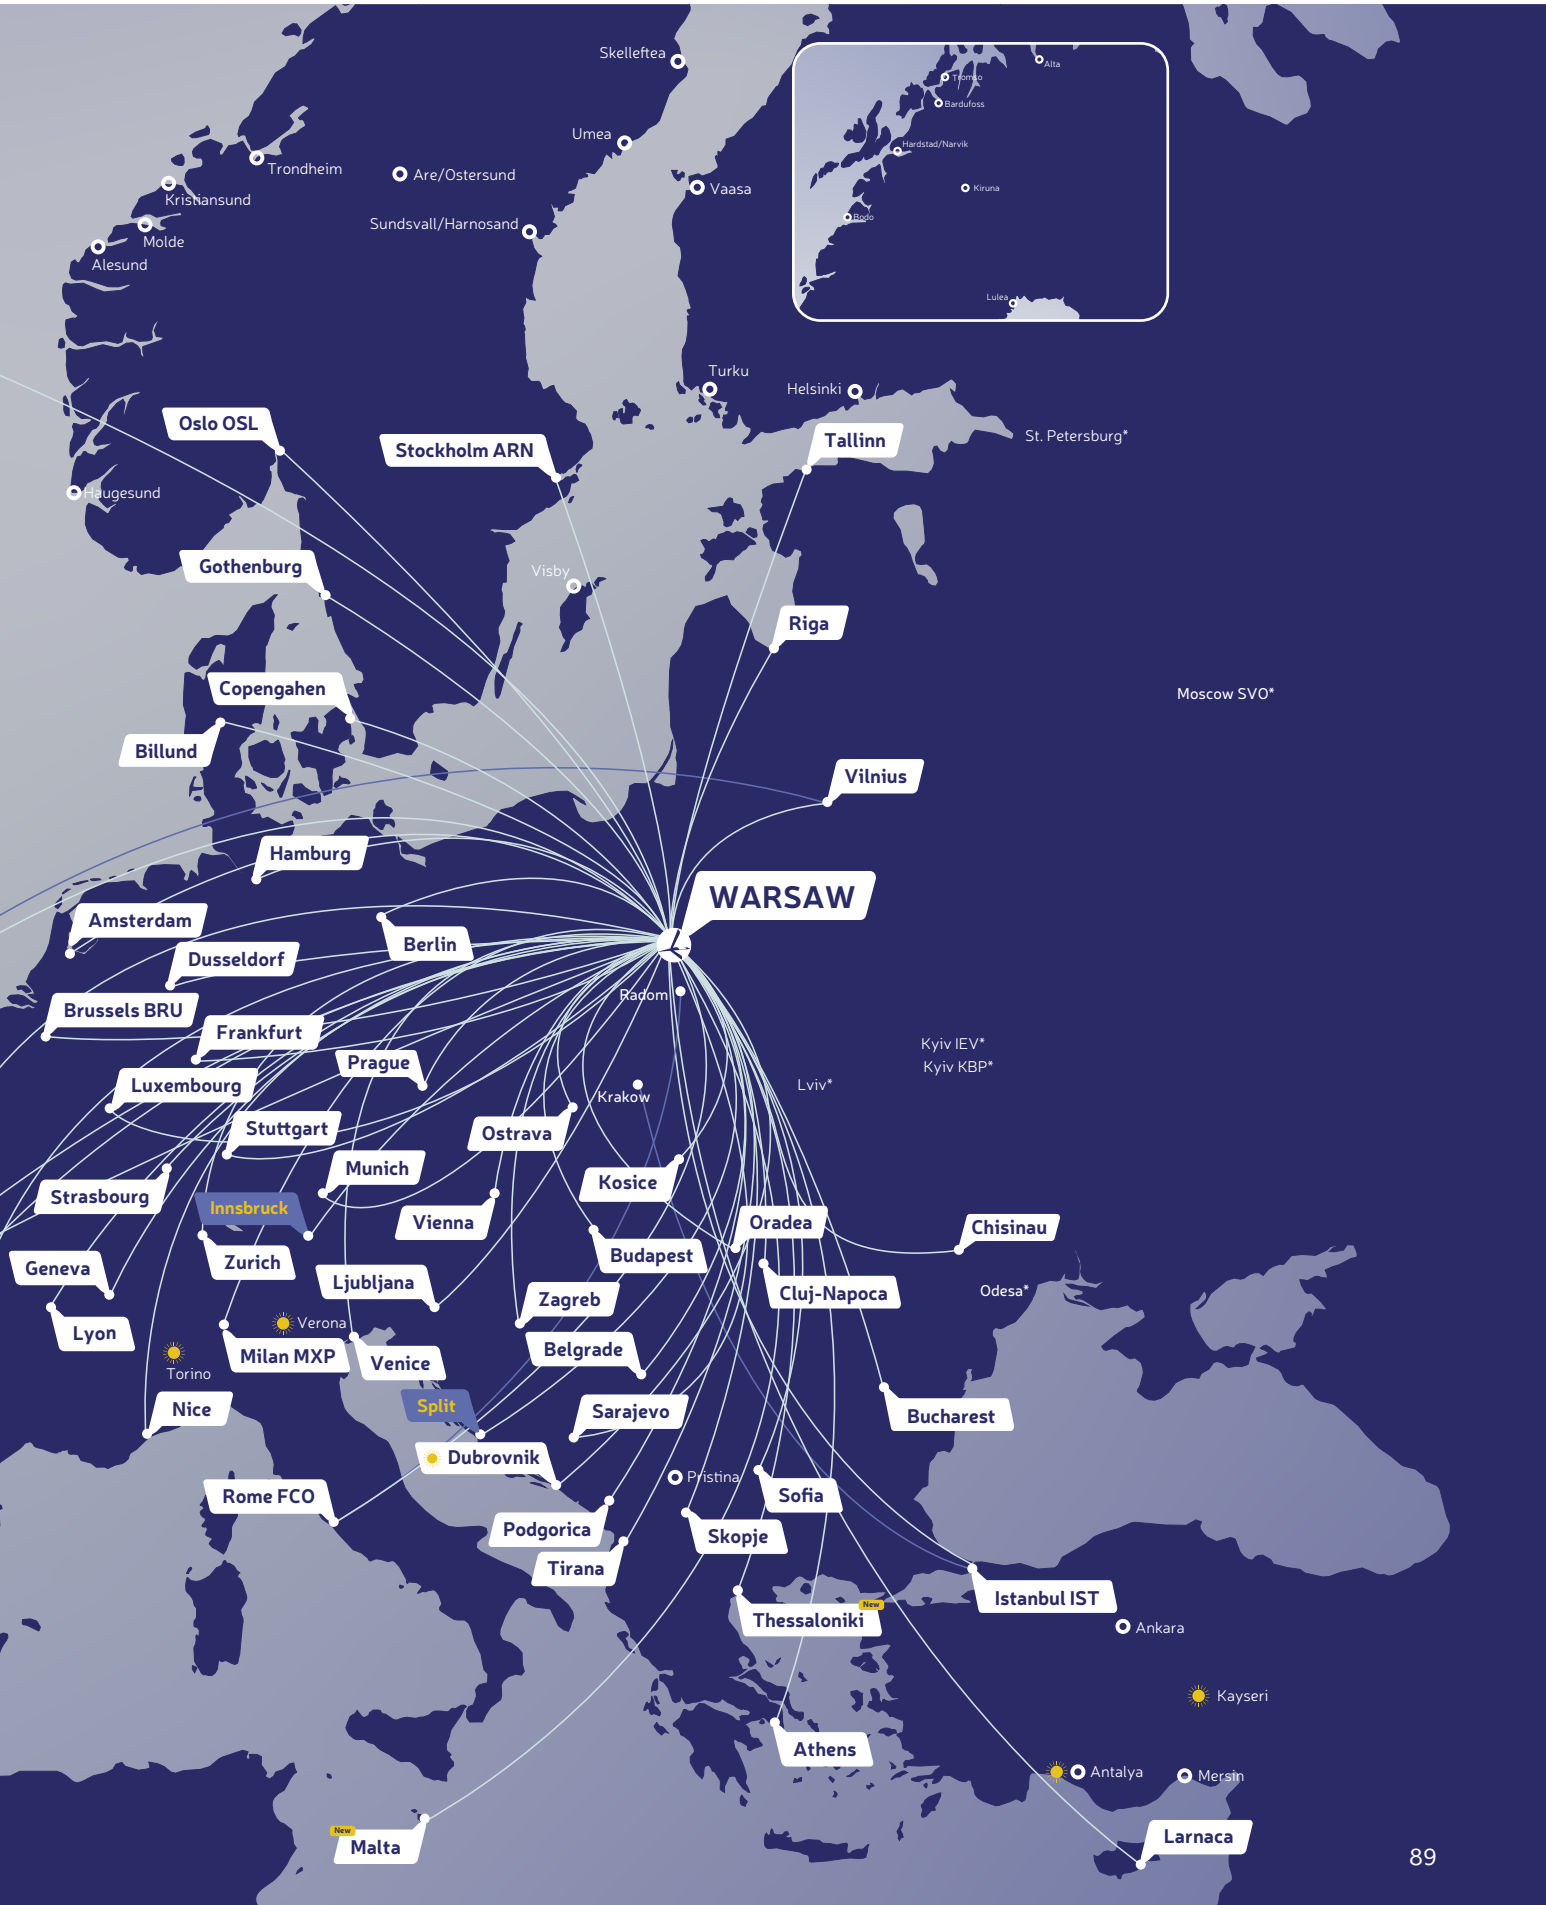 Skelleftea
Alta
Tromso
Bardufoss
Umea
Hardstad/Narvik
Trondheim
Are/Ostersund
Vaasa
Kiruna
Kristiansund
Bodo
Sundsvall/Harnosand
Molde
Alesund
Lulea
Turku
Helsinki
Oslo OSL
St. Petersburg*
Tallinn
Stockholm ARN
Haugesund
Gothenburg
Visby
Riga
Copengahen
Moscow SVO*
Billund
Vilnius
Hamburg
WARSAW
Amsterdam
Berlin
Dusseldorf
Radom
Brussels BRU
Frankfurt
Kyiv IEV*
Prague
Kyiv KBP*
Luxembourg
Lviv*
Krakow
Stuttgart
Ostrava
Munich
Kosice
Strasbourg
Innsbruck
Vienna
Oradea
Chisinau
Budapest
Zurich
Geneva
Ljubljana
Odesa*
Cluj-Napoca
Zagreb
Verona
Lyon
Belgrade
Milan MXP
Venice
Torino
Split
Nice
Sarajevo
Bucharest
Dubrovnik
Pristina
Rome FCO
Sofia
Podgorica
Skopje
Tirana
Istanbul IST
New
Thessaloniki
Ankara
Kayseri
Athens
Antalya
Mersin
New
Malta
Larnaca
89